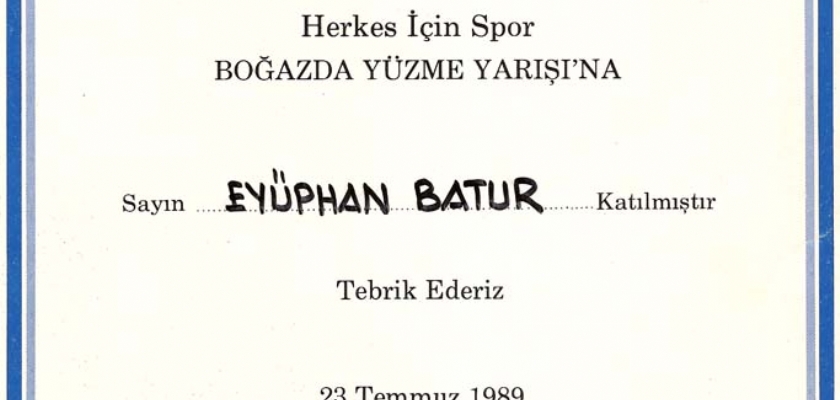 Herkes İçin Spor
BOĞAZDA YÜZME YARIŞI'NA
Sayın ........ EYÜPHAN BATUR ........ Katılmıştır
Tebrik Ederiz
23 Temmuz 1989